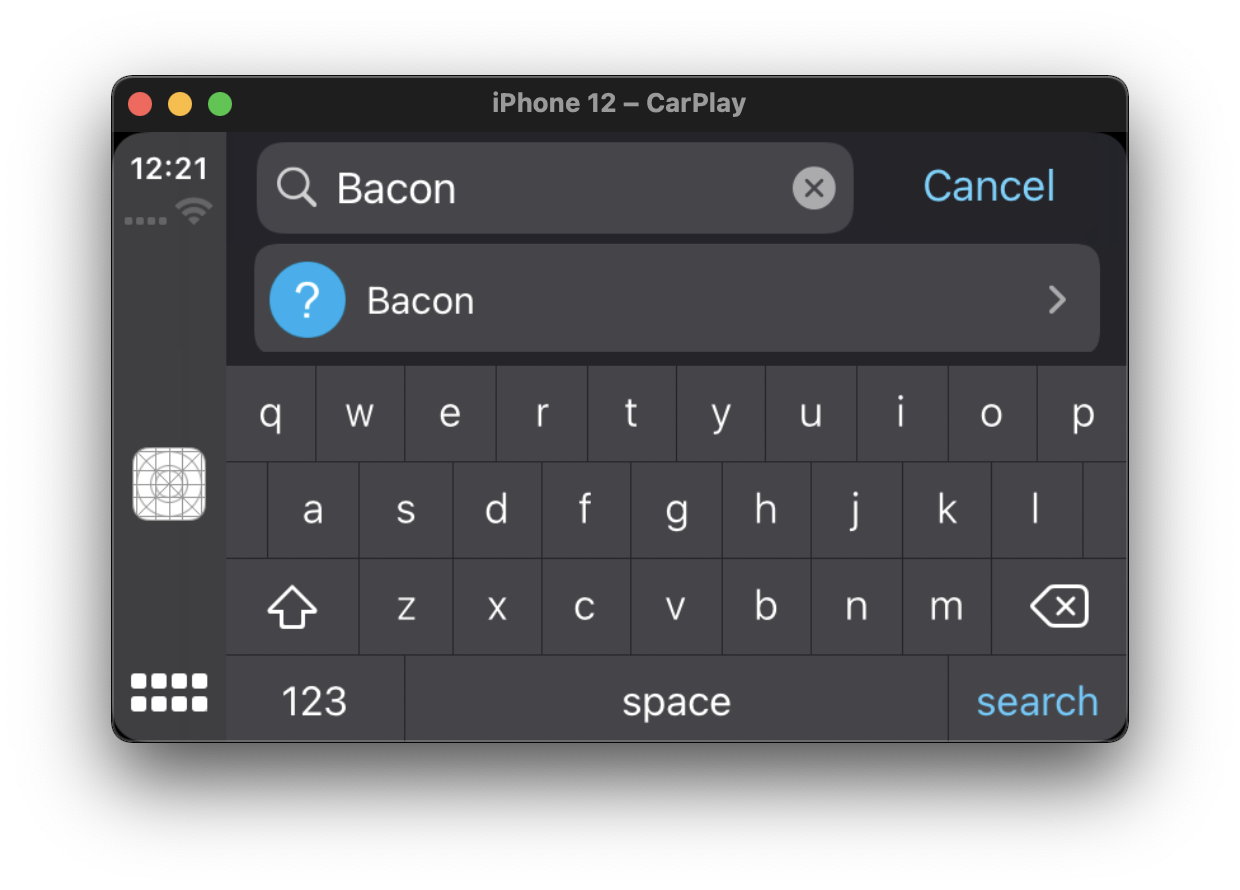 iPhone 12 – CarPlay
12:21
Bacon
Cancel
? Bacon
q w e r t y u i o p
a s d f g h j k l
z x c v b n m
123 space search